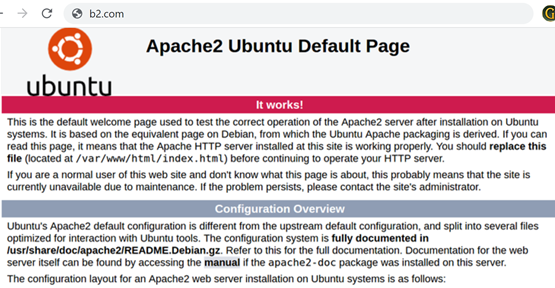 b2.com
G
Apache2 Ubuntu Default Page
ubuntu
It works!
This is the default welcome page used to test the correct operation of the Apache2 server after installation on Ubuntu
systems. It is based on the equivalent page on Debian, from which the Ubuntu Apache packaging is derived. If you can
read this page, it means that the Apache HTTP server installed at this site is working properly. You should replace this
file (located at /var/www/html/index.html) before continuing to operate your HTTP server.
If you are a normal user of this web site and don't know what this page is about, this probably means that the site is
currently unavailable due to maintenance. If the problem persists, please contact the site's administrator.
Configuration Overview
Ubuntu's Apache2 default configuration is different from the upstream default configuration, and split into several files
optimized for interaction with Ubuntu tools. The configuration system is fully documented in
/usr/share/doc/apache2/README.Debian.gz. Refer to this for the full documentation. Documentation for the web
server itself can be found by accessing the manual if the apache2-doc package was installed on this server.
The configuration layout for an Apache2 web server installation on Ubuntu systems is as follows: